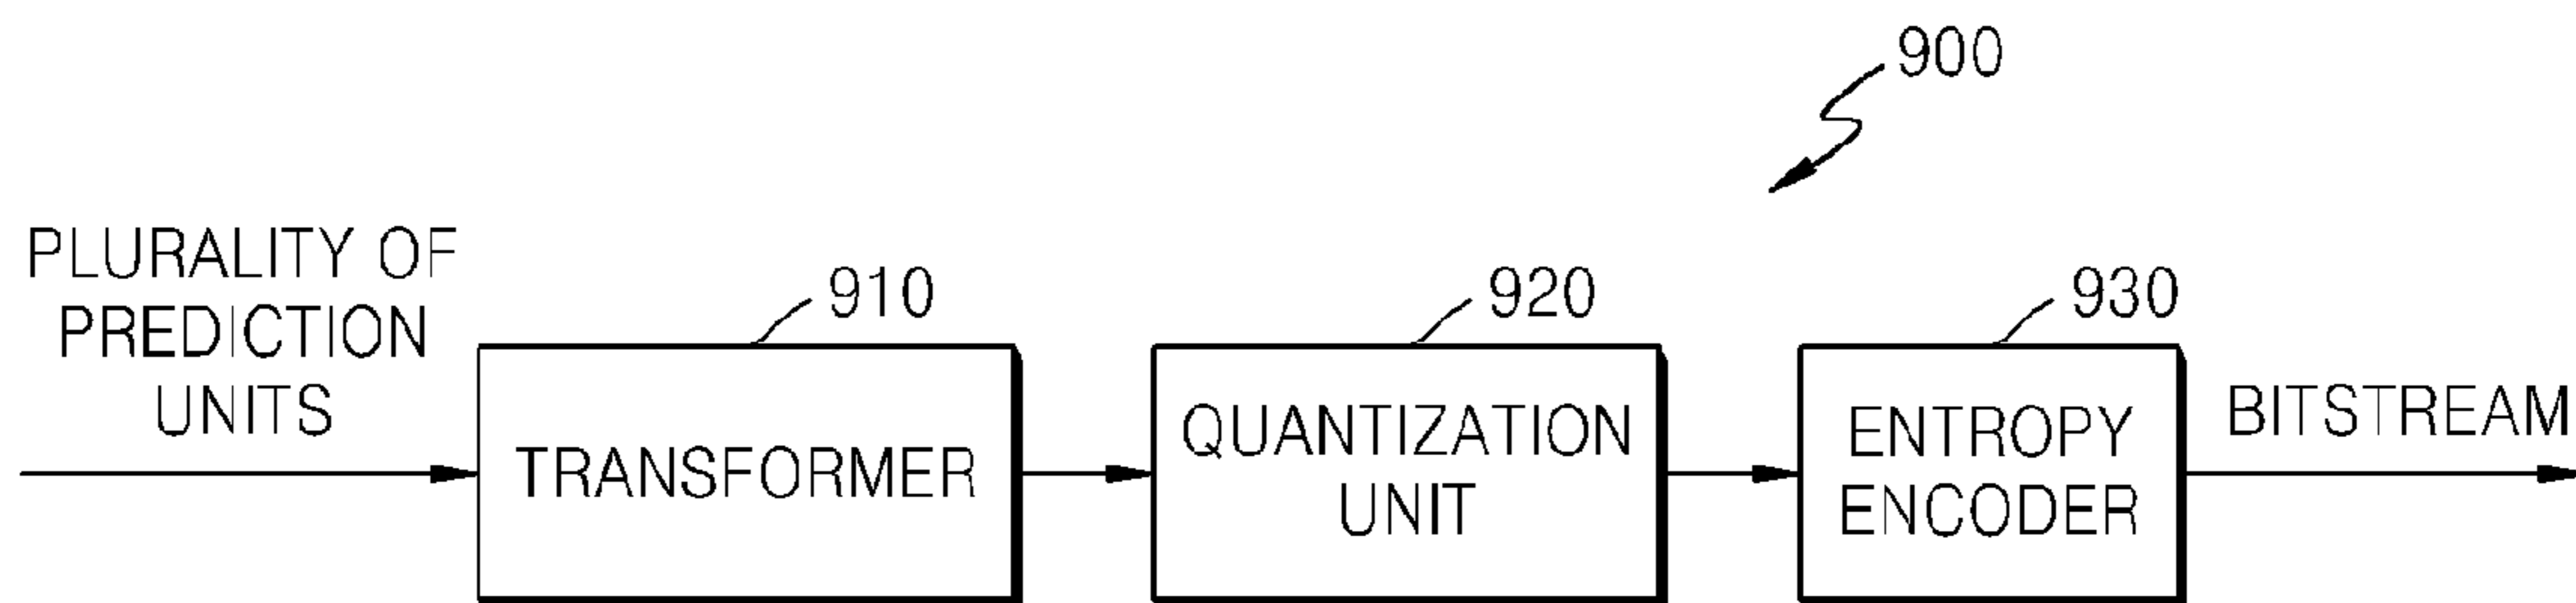 900
PLURALITY OF
PREDICTION
UNITS
910
920
930
TRANSFORMER
QUANTIZATION
UNIT
ENTROPY
ENCODER
BITSTREAM